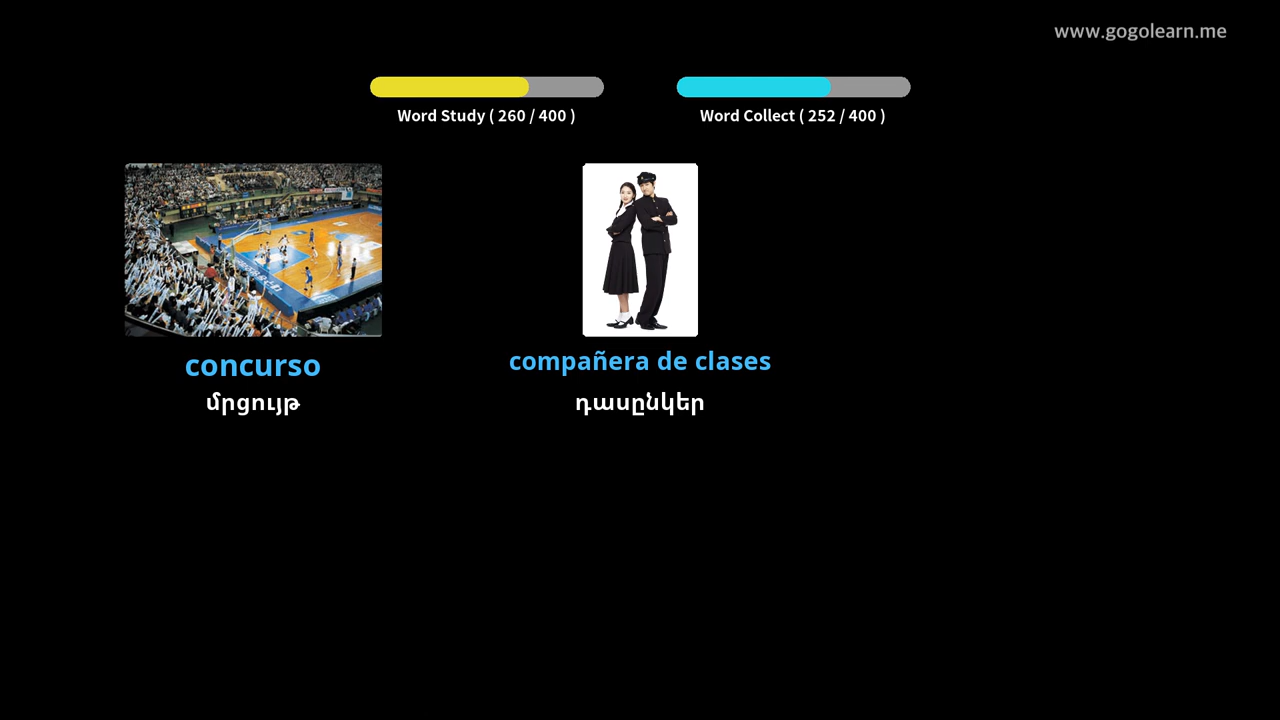 www.gogolearn.me
Word Study ( 260 / 400 )
Word Collect ( 252 / 400 )
concurso
մրցույթ
compañera de clases
դասընկեր